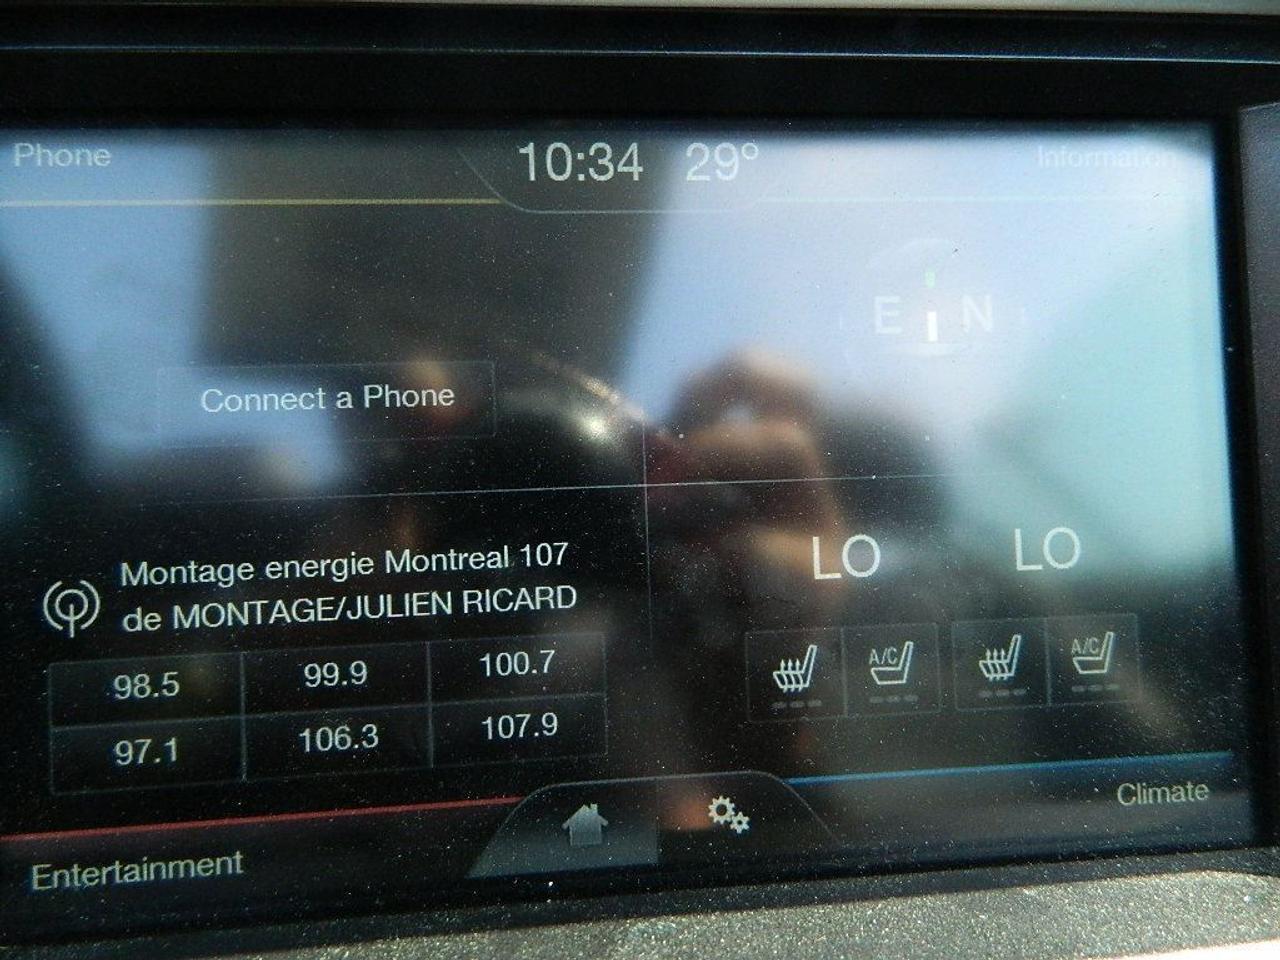 Phone
10:34 29°
Information
E N
Connect a Phone
Montage energie Montreal 107
de MONTAGE/JULIEN RICARD
98.5 99.9 100.7
97.1 106.3 107.9
LO LO
A/C A/C
Climate
Entertainment